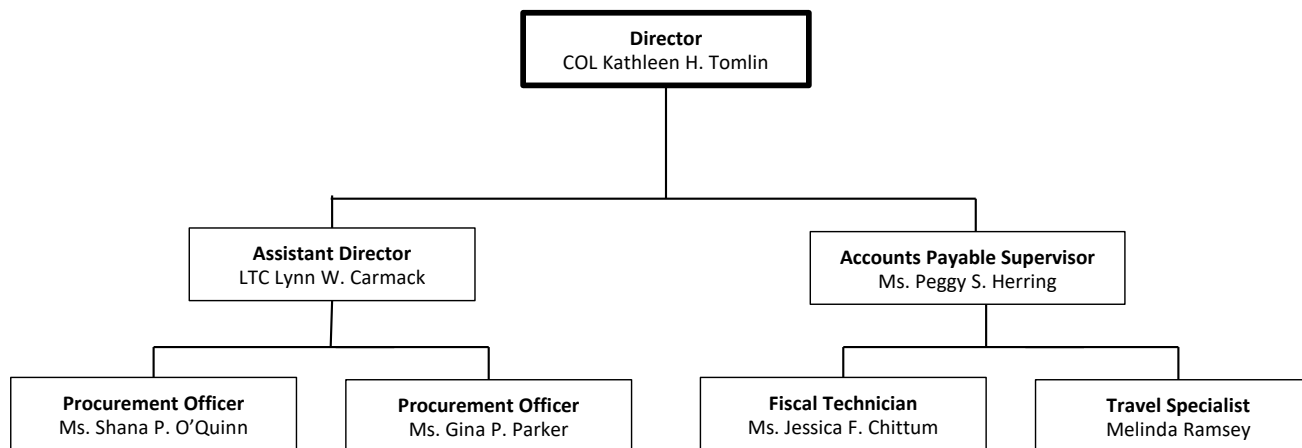 Director
COL Kathleen H. Tomlin
Assistant Director
LTC Lynn W. Carmack
Accounts Payable Supervisor
Ms. Peggy S. Herring
Procurement Officer
Ms. Shana P. O’Quinn
Procurement Officer
Ms. Gina P. Parker
Fiscal Technician
Ms. Jessica F. Chittum
Travel Specialist
Melinda Ramsey